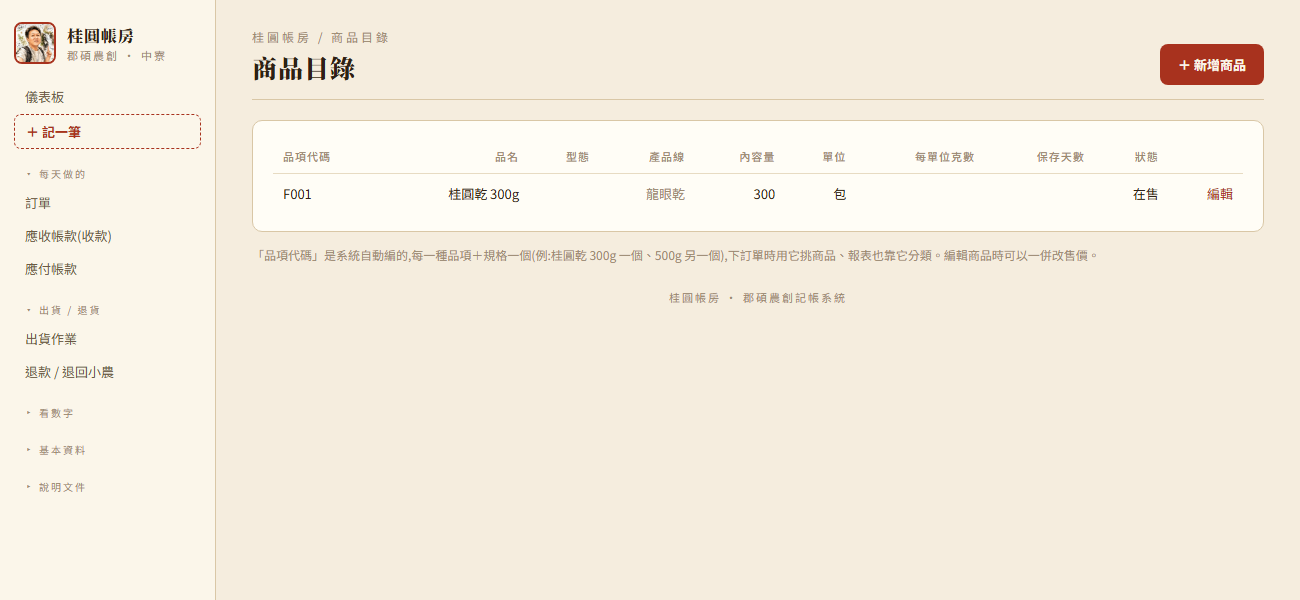 桂圓帳房
郡碩農創 ・ 中寮
儀表板
＋ 記一筆
每天做的
訂單
應收帳款(收款)
應付帳款
出貨 / 退貨
出貨作業
退款 / 退回小農
看數字
基本資料
說明文件
桂圓帳房 / 商品目錄
商品目錄
＋ 新增商品
品項代碼 品名 型態 產品線 內容量 單位 每單位克數 保存天數 狀態
F001 桂圓乾 300g 龍眼乾 300 包 在售 編輯
「品項代碼」是系統自動編的,每一種品項＋規格一個(例:桂圓乾 300g 一個、500g 另一個),下訂單時用它挑商品、報表也靠它分類。編輯商品時可以一併改售價。
桂圓帳房 ・ 郡碩農創記帳系統